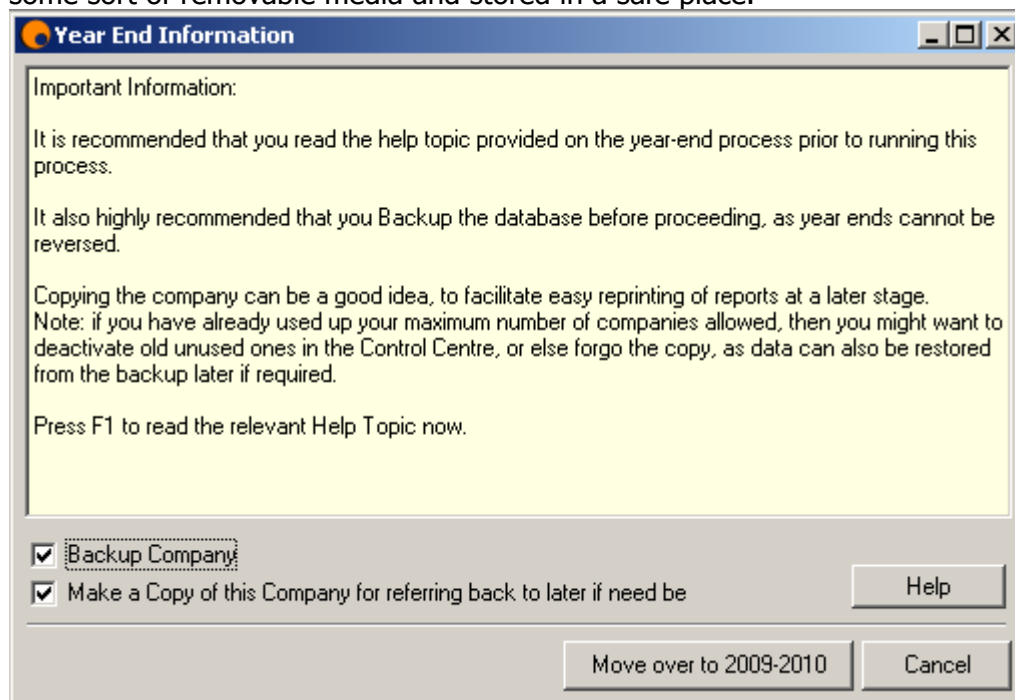 some sort of removable media and stored in a safe place.
Year End Information
Important Information:
It is recommended that you read the help topic provided on the year-end process prior to running this
process.
It also highly recommended that you Backup the database before proceeding, as year ends cannot be
reversed.
Copying the company can be a good idea, to facilitate easy reprinting of reports at a later stage.
Note: if you have already used up your maximum number of companies allowed, then you might want to
deactivate old unused ones in the Control Centre, or else forgo the copy, as data can also be restored
from the backup later if required.
Press F1 to read the relevant Help Topic now.
Backup Company
Make a Copy of this Company for referring back to later if need be
Help
Move over to 2009-2010
Cancel